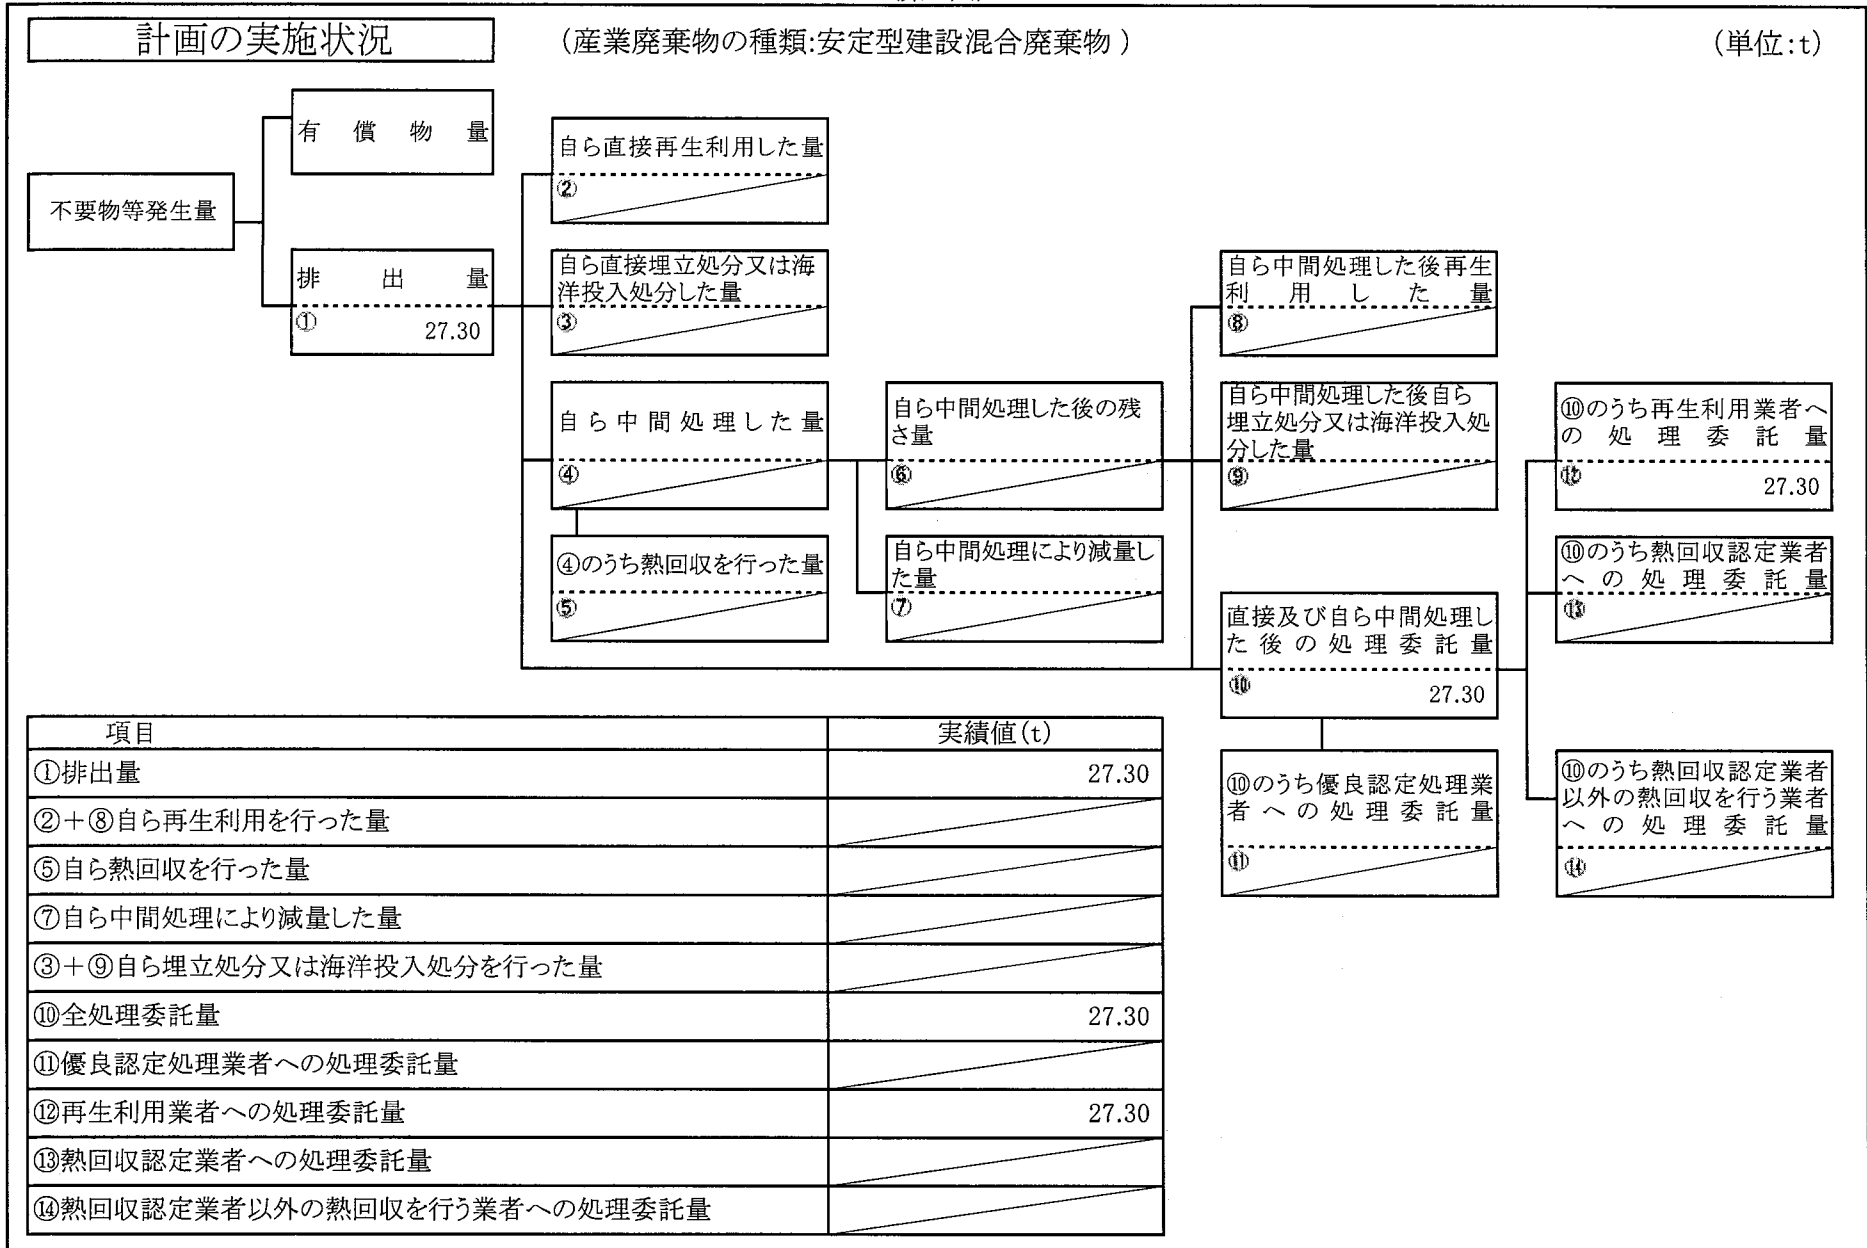 計画の実施状況
(産業廃棄物の種類:安定型建設混合廃棄物)
(単位:t)
不要物等発生量
有償物量
排出量
① 27.30
自ら直接再生利用した量
②
自ら直接埋立処分又は海
洋投入処分した量
③
自ら中間処理した量
④
④のうち熱回収を行った量
⑤
自ら中間処理した後の残
さ量
⑥
自ら中間処理により減量し
た量
⑦
自ら中間処理した後再生
利用した量
⑧
自ら中間処理した後自ら
埋立処分又は海洋投入処
分した量
⑨
直接及び自ら中間処理し
た後の処理委託量
⑩ 27.30
⑩のうち優良認定処理業
者への処理委託量
⑪
⑩のうち再生利用業者へ
の処理委託量
⑫ 27.30
⑩のうち熱回収認定業者
への処理委託量
⑬
⑩のうち熱回収認定業者
以外の熱回収を行う業者
への処理委託量
⑭
項目 実績値(t)
①排出量 27.30
②+⑧自ら再生利用を行った量
⑤自ら熱回収を行った量
⑦自ら中間処理により減量した量
③+⑨自ら埋立処分又は海洋投入処分を行った量
⑩全処理委託量 27.30
⑪優良認定処理業者への処理委託量
⑫再生利用業者への処理委託量 27.30
⑬熱回収認定業者への処理委託量
⑭熱回収認定業者以外の熱回収を行う業者への処理委託量